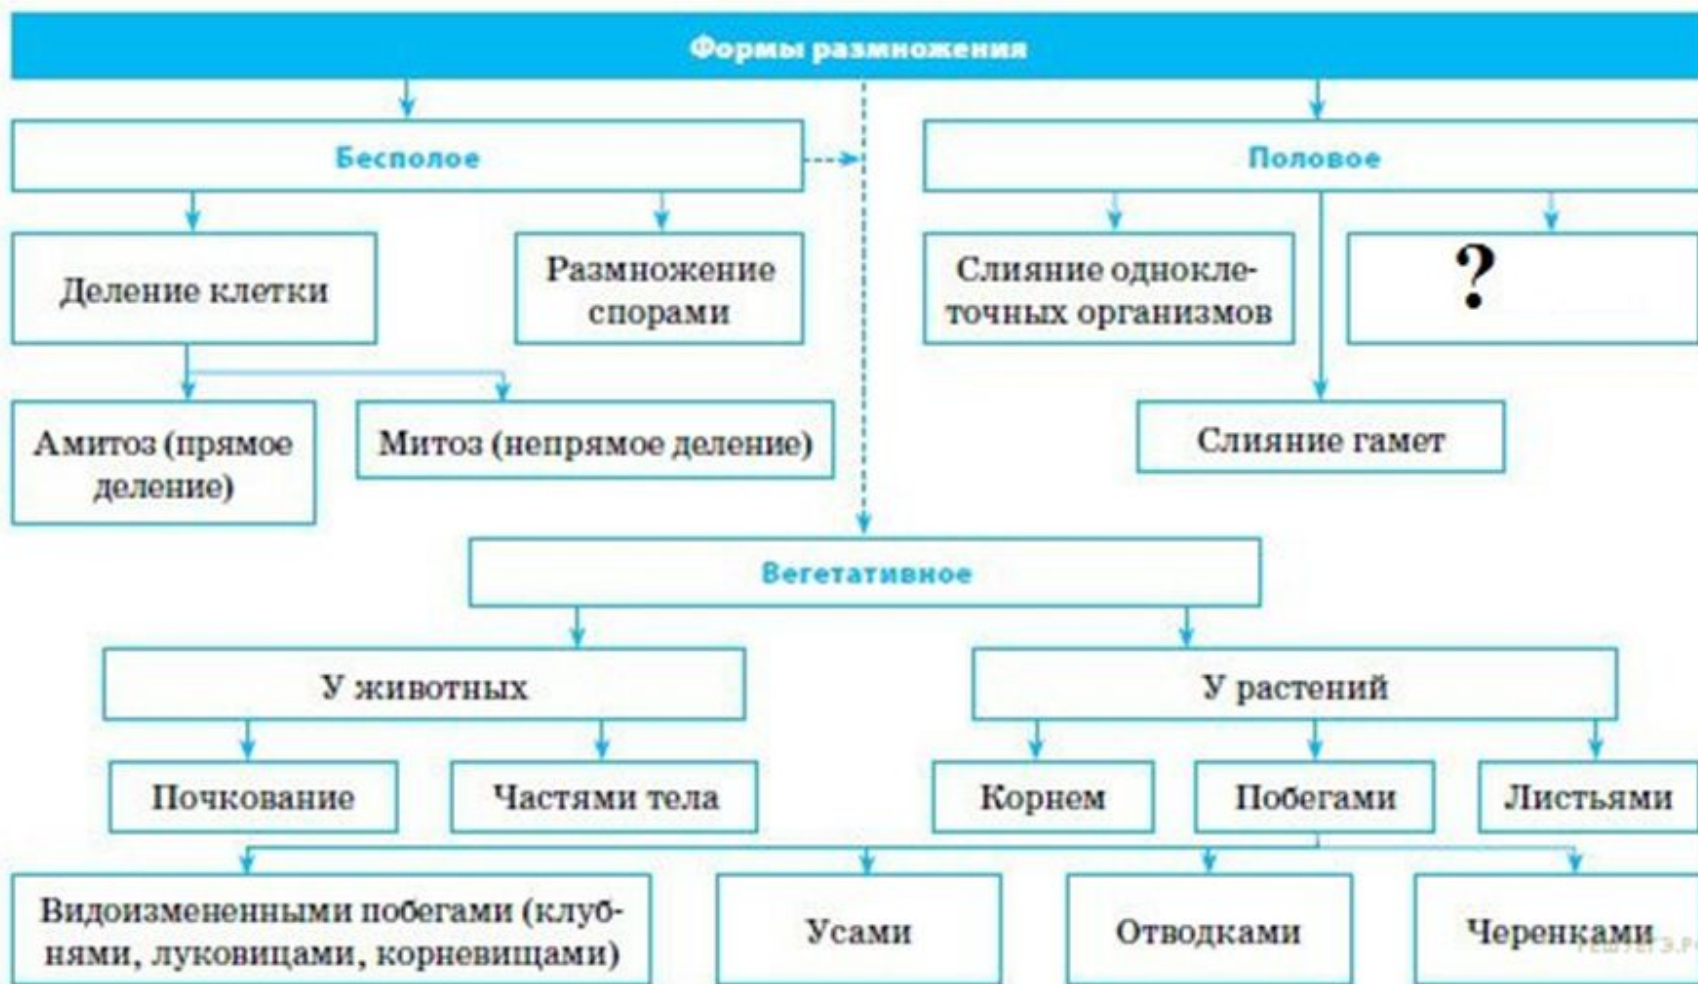 Формы размножения
Бесполое
Половое
Деление клетки
Размножение
спорами
Слияние однокле-
точных организмов
?
Амитоз (прямое
деление)
Митоз (непрямое деление)
Слияние гамет
Вегетативное
У животных
У растений
Почкование
Частями тела
Корнем
Побегами
Листьями
Видоизмененными побегами (клуб-
нями, луковицами, корневищами)
Усами
Отводками
Черенками